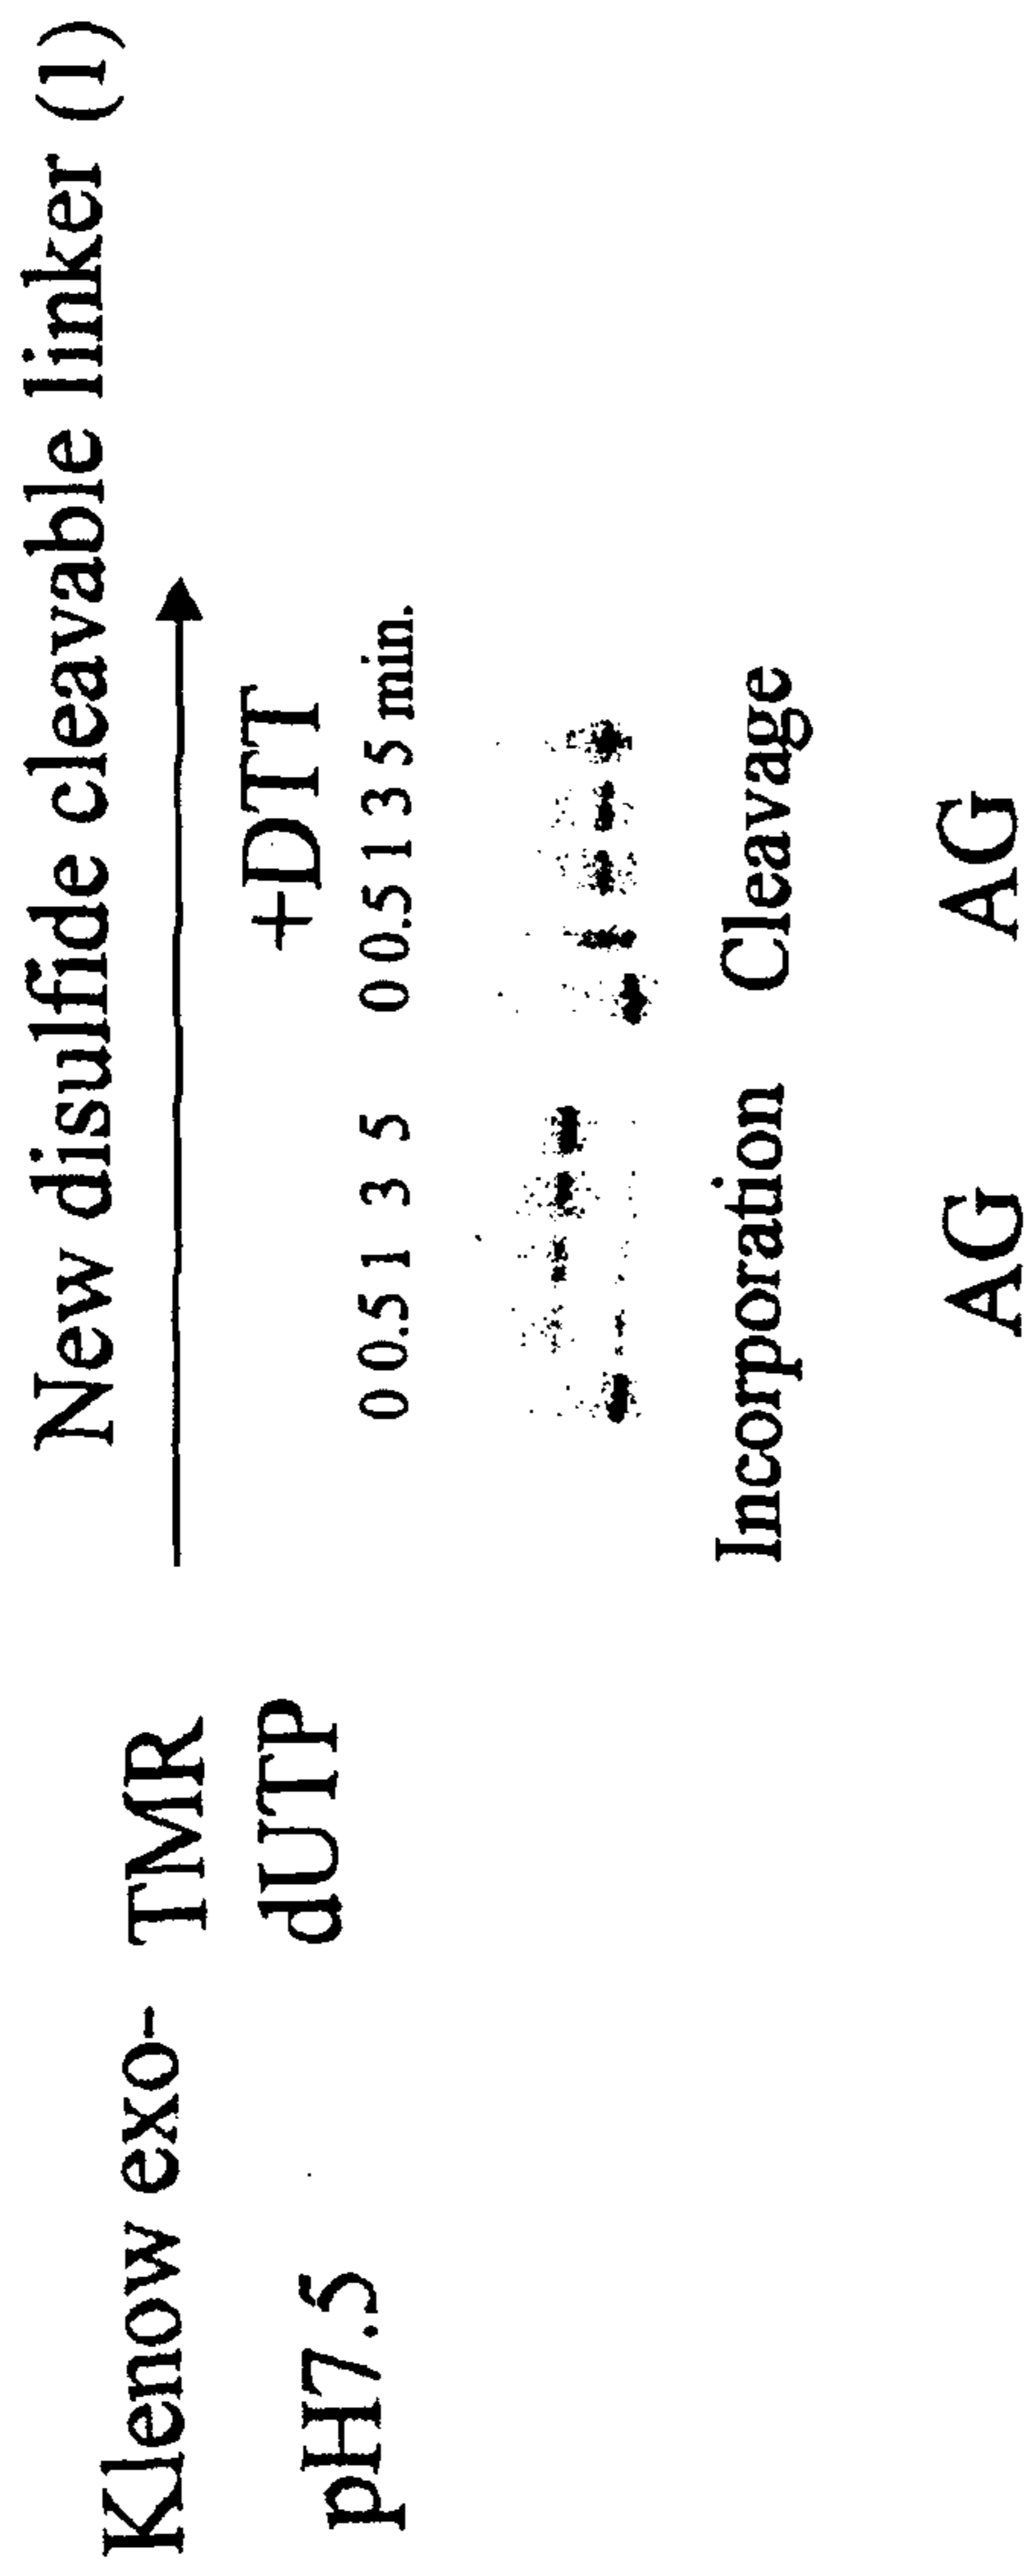 New disulfide cleavable linker (1)
Klenow exo-
TMR
dUTP
pH7.5
+DTT
0 0.5 1 3 5 0 0.5 1 3 5 min.
Incorporation Cleavage
AG AG